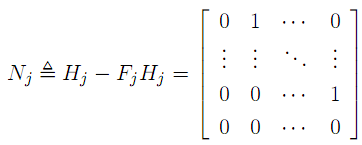 N_j ≜ H_j − F_j H_j = [ 0 1 ⋯ 0
⋮ ⋮ ⋱ ⋮
0 0 ⋯ 1
0 0 ⋯ 0 ]